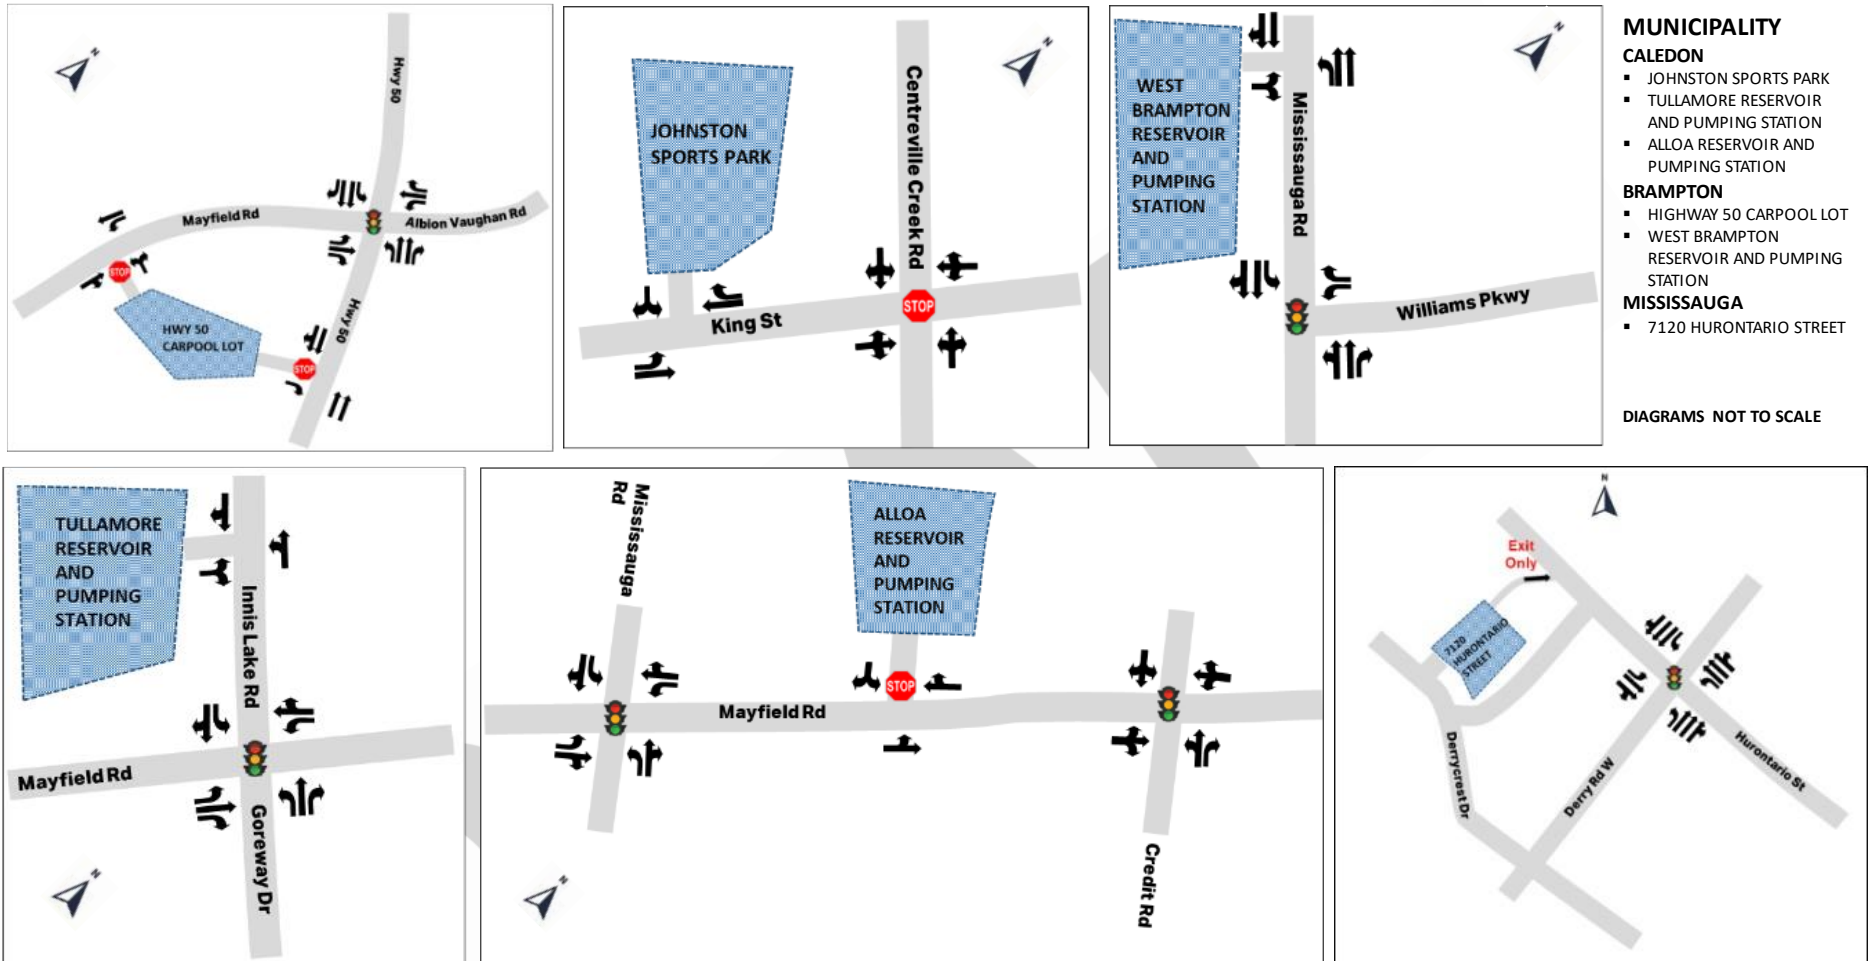 N
Hwy 50
Mayfield Rd
Albion Vaughan Rd
STOP
HWY 50
CARPOOL LOT
Hwy 50
STOP
N
JOHNSTON
SPORTS PARK
Centreville Creek Rd
STOP
King St
N
WEST
BRAMPTON
RESERVOIR
AND
PUMPING
STATION
Mississauga Rd
Williams Pkwy
MUNICIPALITY
CALEDON
▪ JOHNSTON SPORTS PARK
▪ TULLAMORE RESERVOIR
AND PUMPING STATION
▪ ALLOA RESERVOIR AND
PUMPING STATION
BRAMPTON
▪ HIGHWAY 50 CARPOOL LOT
▪ WEST BRAMPTON
RESERVOIR AND PUMPING
STATION
MISSISSAUGA
▪ 7120 HURONTARIO STREET
DIAGRAMS NOT TO SCALE
TULLAMORE
RESERVOIR
AND
PUMPING
STATION
Innis Lake Rd
Mayfield Rd
Goreway Dr
N
Mississauga
Rd
ALLOA
RESERVOIR
AND
PUMPING
STATION
STOP
Mayfield Rd
Credit Rd
N
N
Exit
Only
7120
HURONTARIO
STREET
Derrycrest Dr
Derry Rd W
Hurontario St